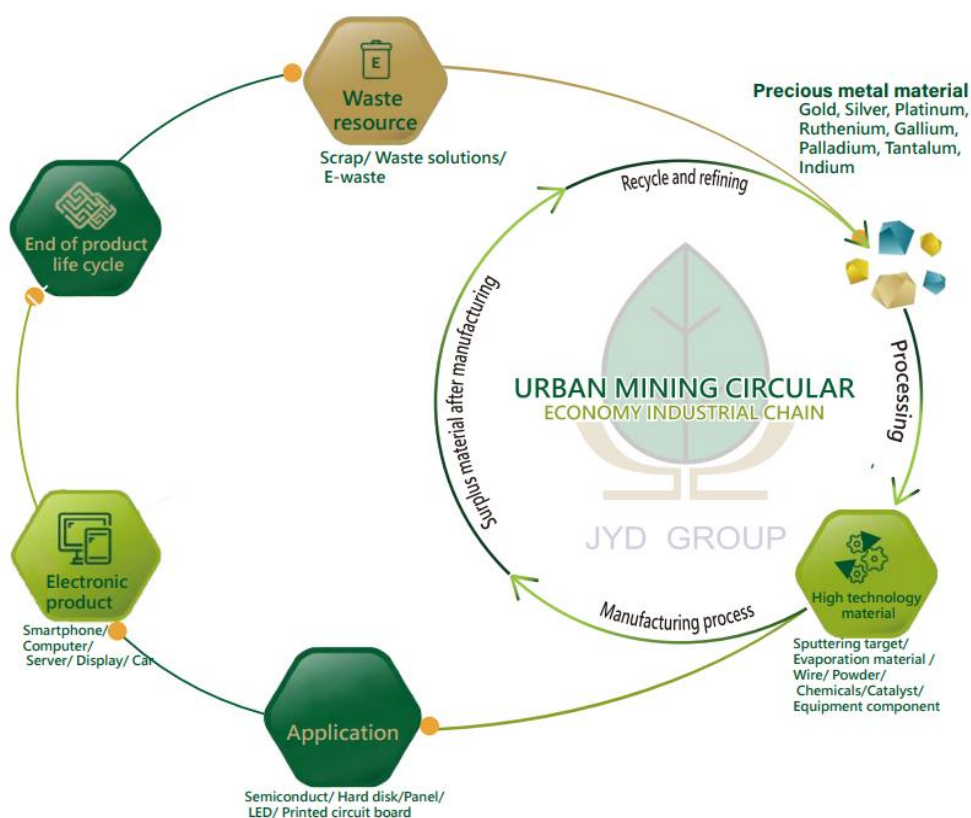 E
Waste
resource
Scrap/ Waste solutions/
E-waste
Precious metal material
Gold, Silver, Platinum,
Ruthenium, Gallium,
Palladium, Tantalum,
Indium
Recycle and refining
End of product
life cycle
Surplus material after manufacturing
URBAN MINING CIRCULAR
ECONOMY INDUSTRIAL CHAIN
Processing
JYD GROUP
Electronic
product
Smartphone/
Computer/
Server/ Display/ Car
High technology
material
Sputtering target/
Evaporation material /
Wire/ Powder/
Chemicals/Catalyst/
Equipment component
Manufacturing process
Application
Semiconduct/ Hard disk/Panel/
LED/ Printed circuit board